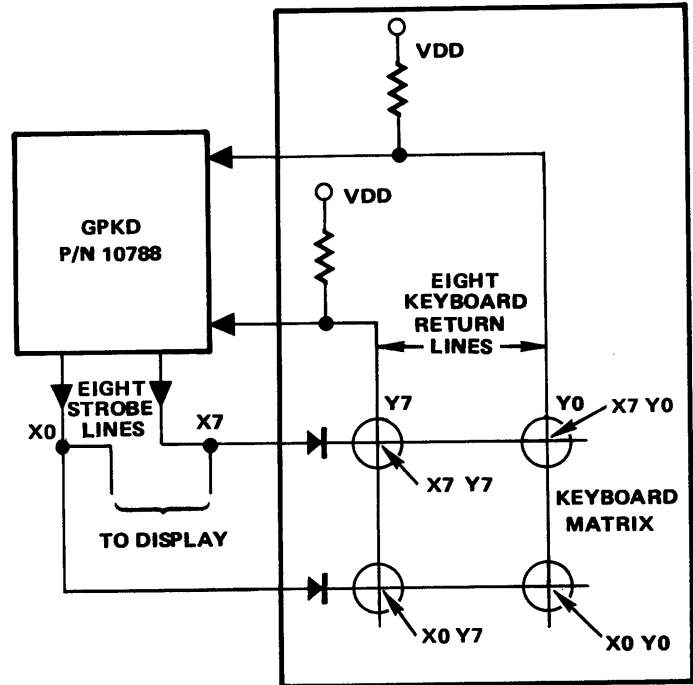 VDD
GPKD
P/N 10788
VDD
EIGHT
KEYBOARD
RETURN
LINES
EIGHT
STROBE
LINES
X0
X7
Y7
Y0
X7 Y0
X7 Y7
KEYBOARD
MATRIX
TO DISPLAY
X0 Y7
X0 Y0